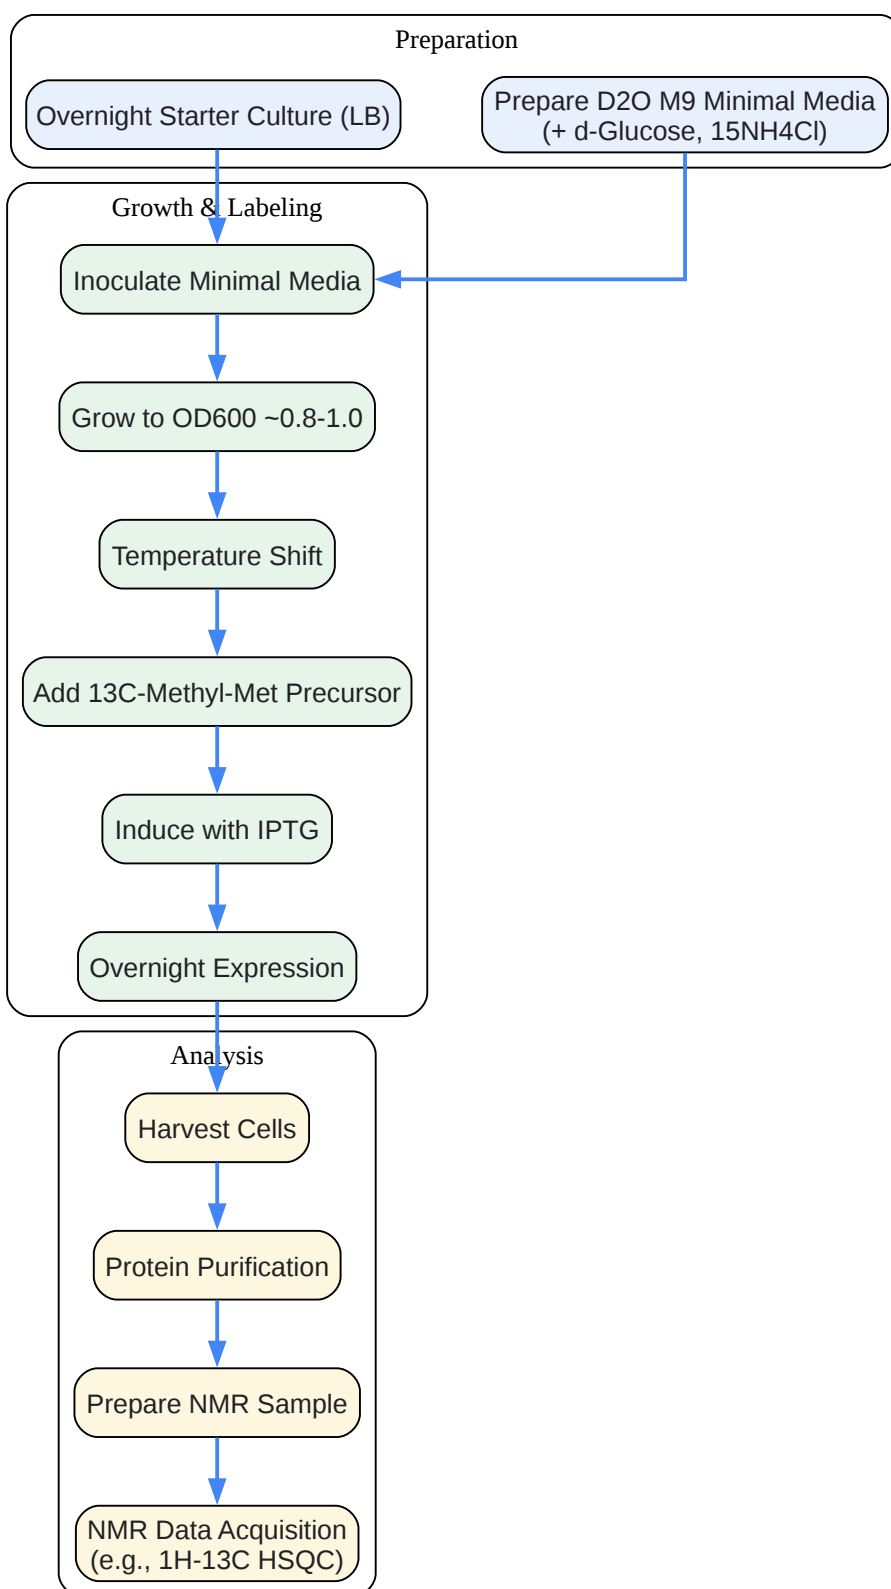 Preparation
Overnight Starter Culture (LB)
Prepare D2O M9 Minimal Media
(+ d-Glucose, 15NH4Cl)
Growth & Labeling
Inoculate Minimal Media
Grow to OD600 ~0.8-1.0
Temperature Shift
Add 13C-Methyl-Met Precursor
Induce with IPTG
Overnight Expression
Analysis
Harvest Cells
Protein Purification
Prepare NMR Sample
NMR Data Acquisition
(e.g., 1H-13C HSQC)